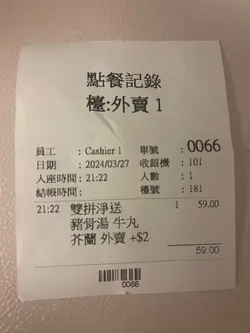 點餐記錄
檯:外賣 1
員工 : Cashier 1 單號 : 0066
日期 : 2024/03/27 收銀機 : 101
入座時間 : 21:22 人數 : 1
結帳時間: 檯號 : 181
21:22 雙拼淨送 1 59.00
豬骨湯 牛丸
芥蘭 外賣 +$2
59.00
0066